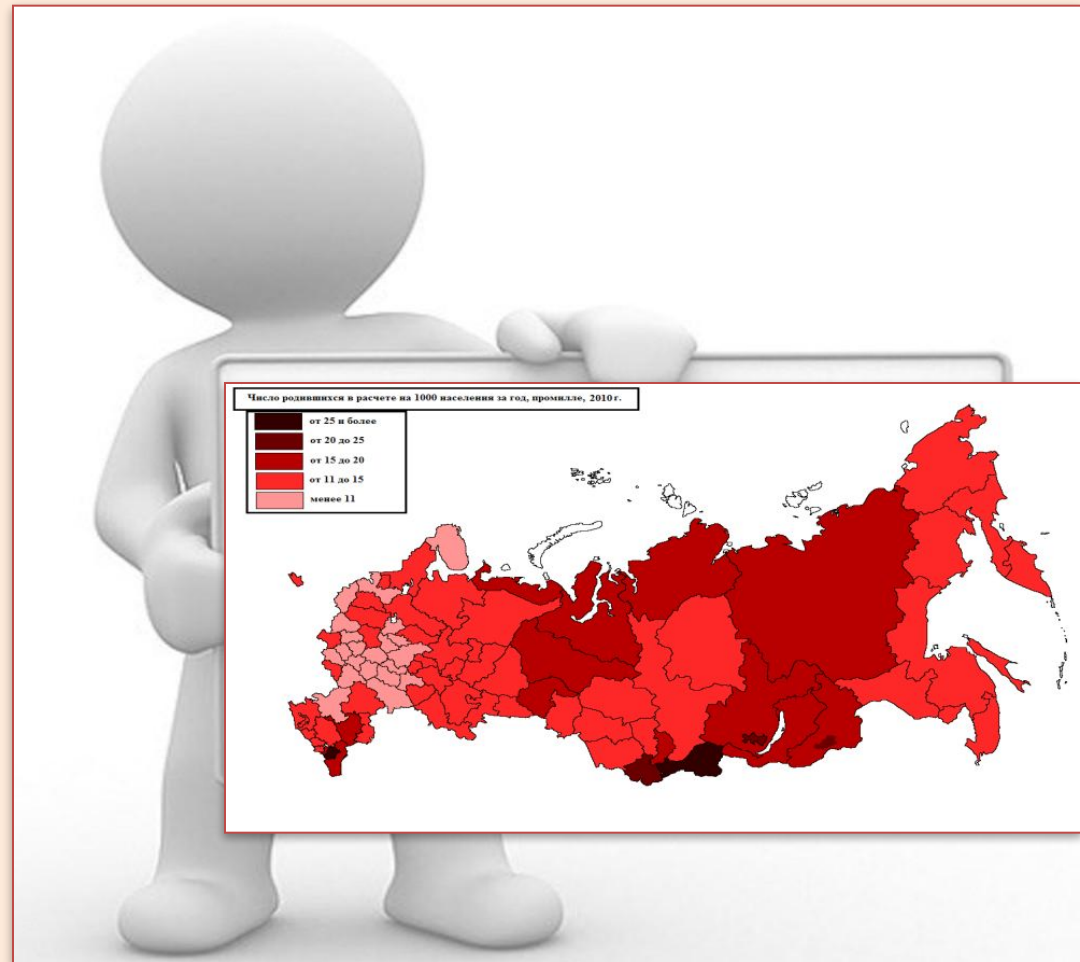 Число родившихся в расчете на 1000 населения за год, промилле, 2010 г.
от 25 и более
от 20 до 25
от 15 до 20
от 11 до 15
менее 11